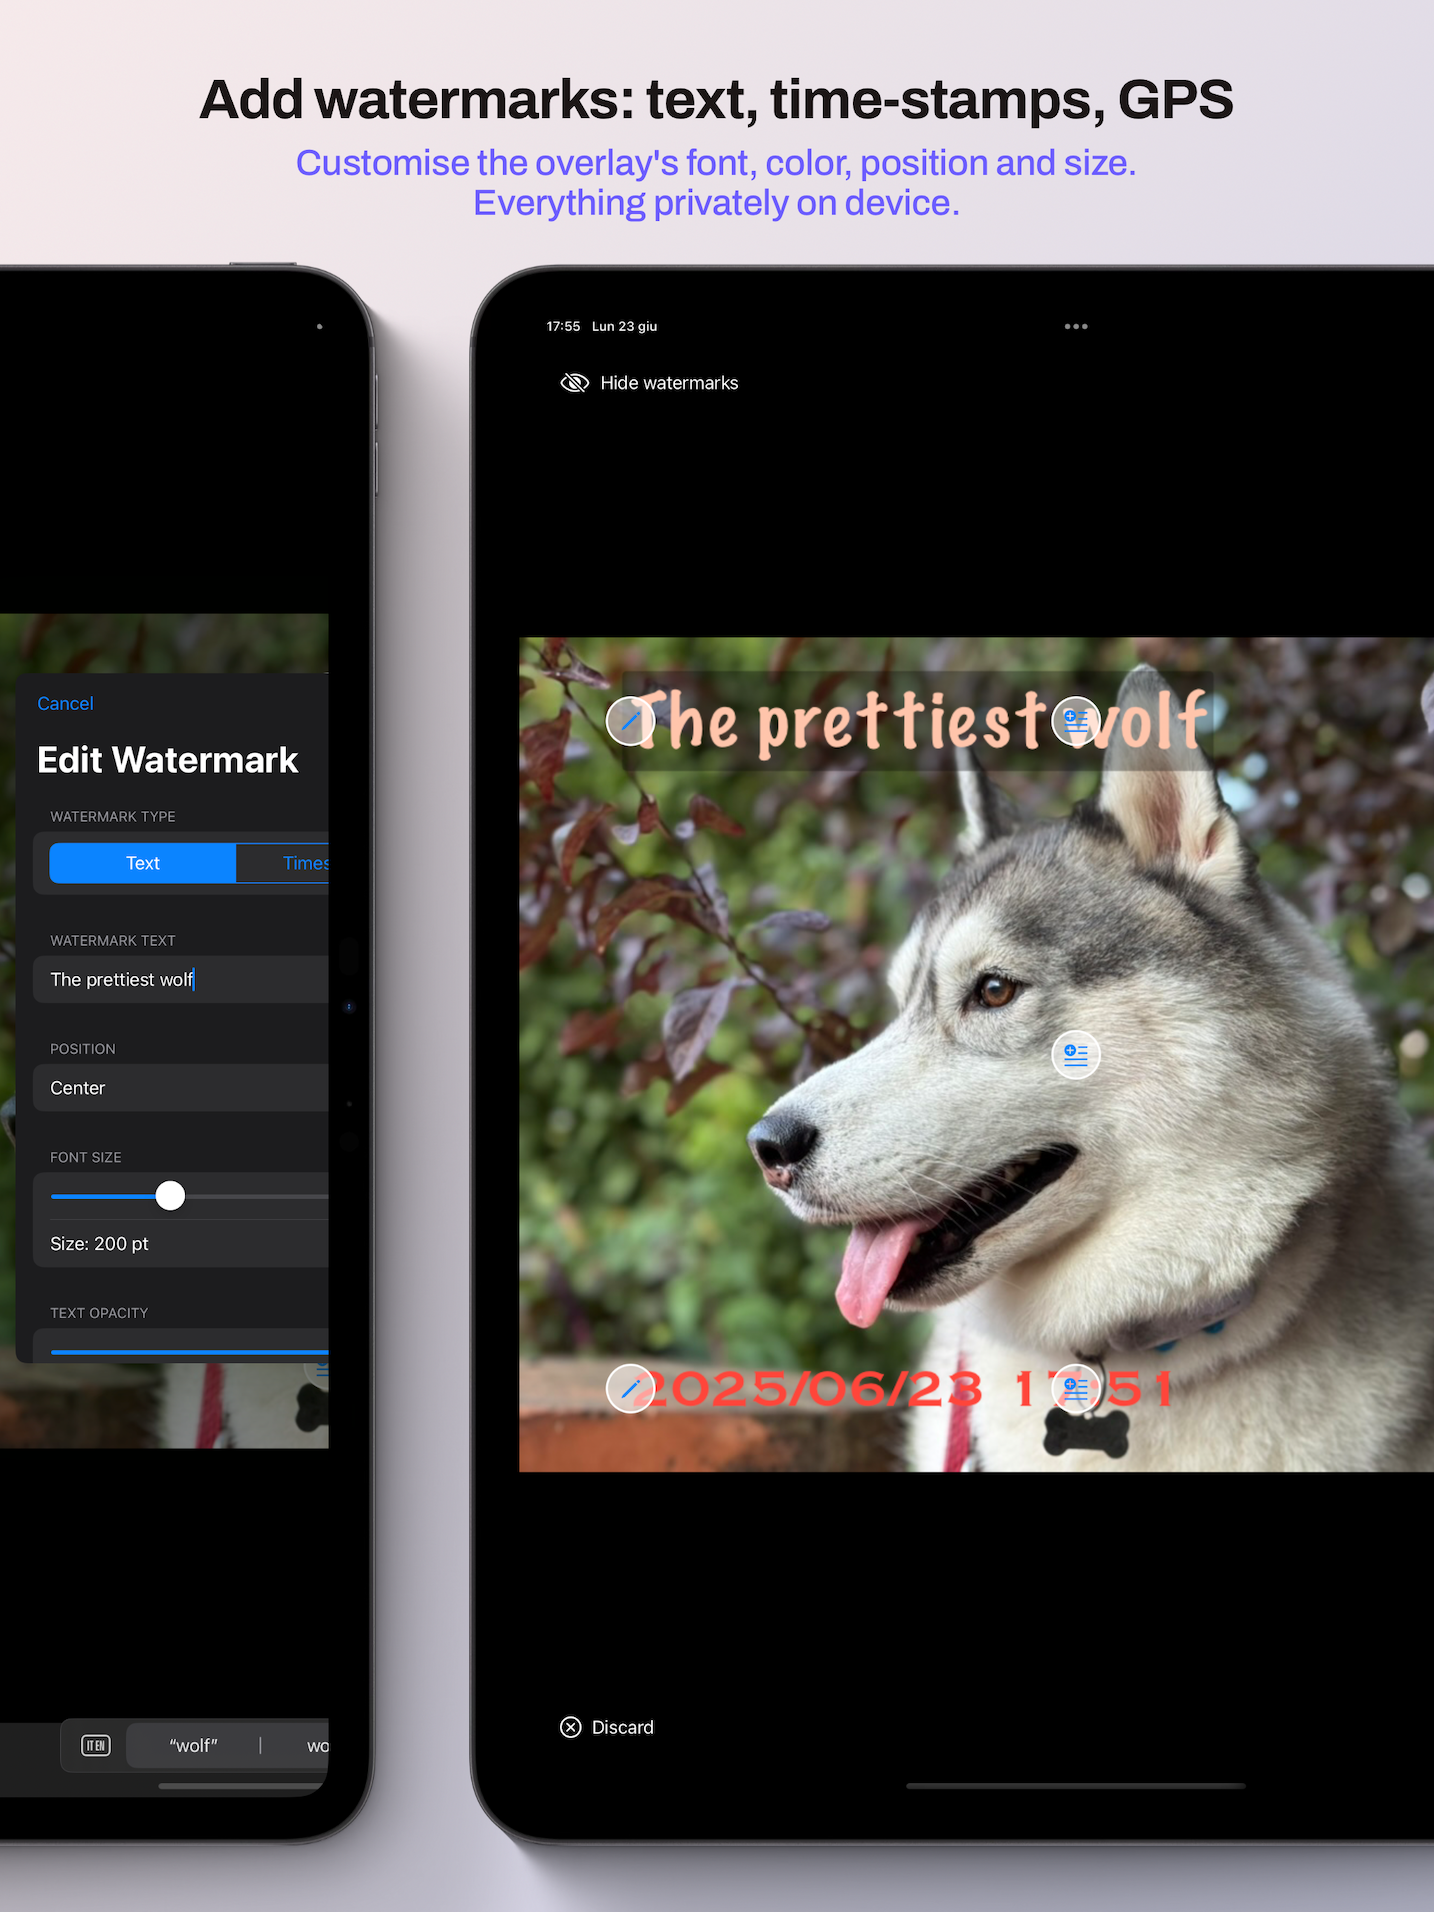 Add watermarks: text, time-stamps, GPS
Customise the overlay's font, color, position and size.
Everything privately on device.
Cancel
Edit Watermark
WATERMARK TYPE
Text
Times
WATERMARK TEXT
The prettiest wolf
POSITION
Center
FONT SIZE
Size: 200 pt
TEXT OPACITY
IT EN
“wolf”
wo
17:55 Lun 23 giu
Hide watermarks
The prettiest wolf
2025/06/23 17:51
Discard